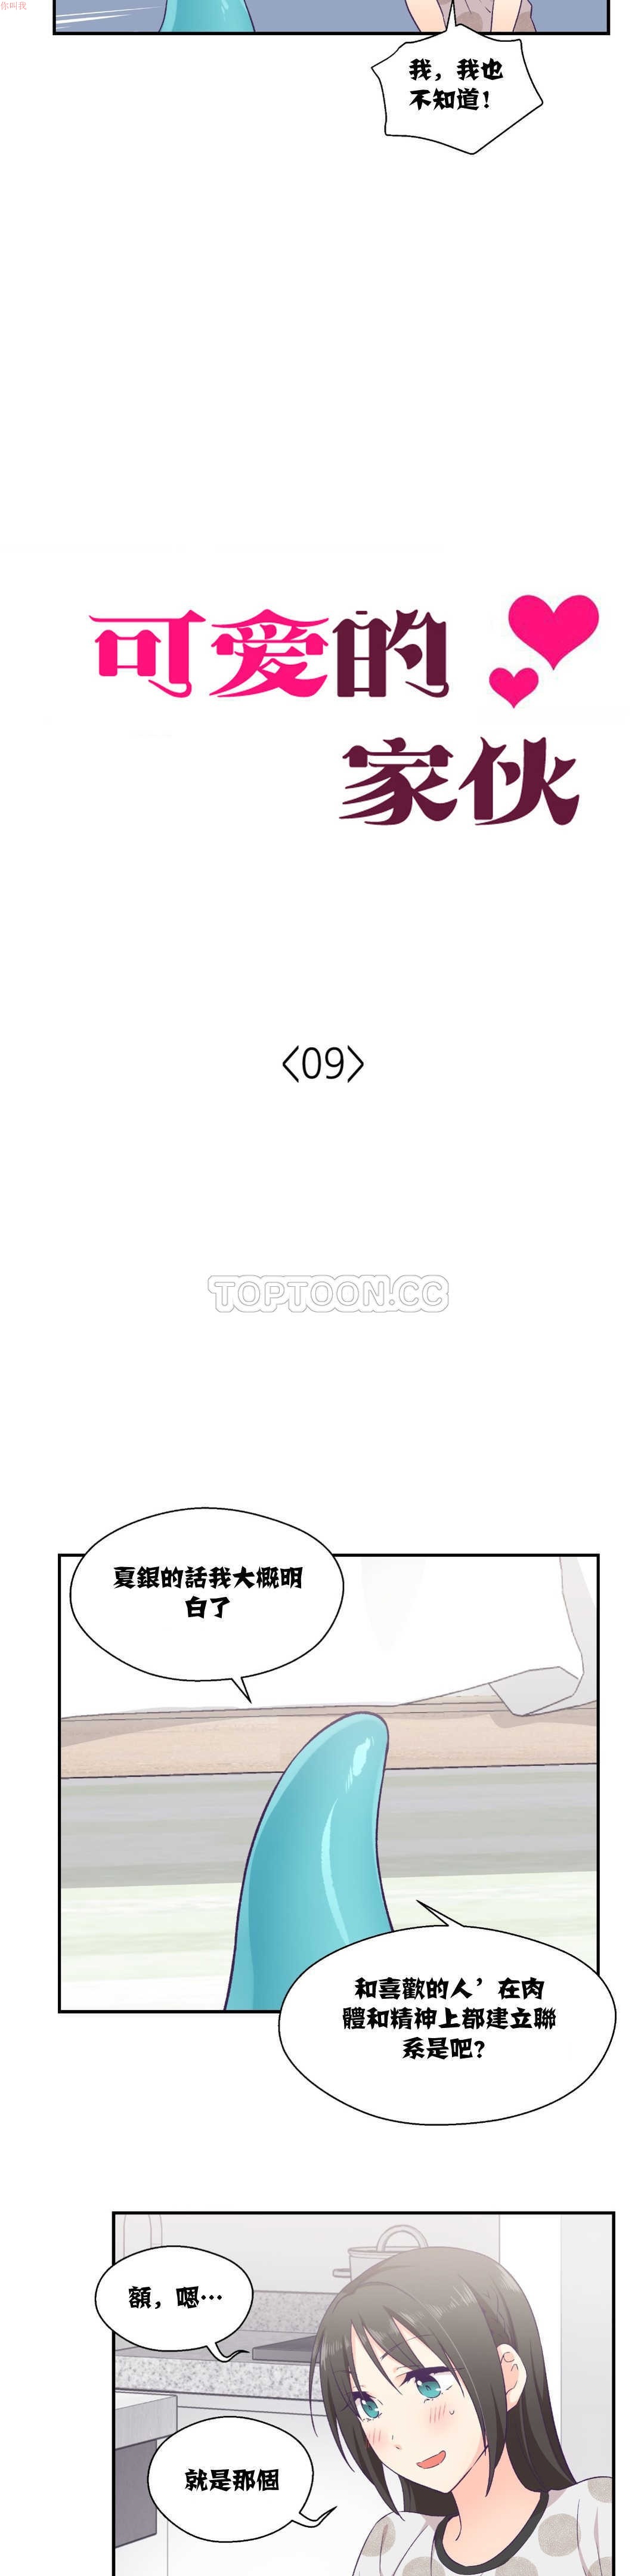 你叫我
我，我也
不知道！
可愛的
家伙
〈09〉
TOPTOON.CC
夏銀的話我大概明
白了
和喜歡的人，在肉
體和精神上都建立聯
系是吧？
額，嗯…
就是那個